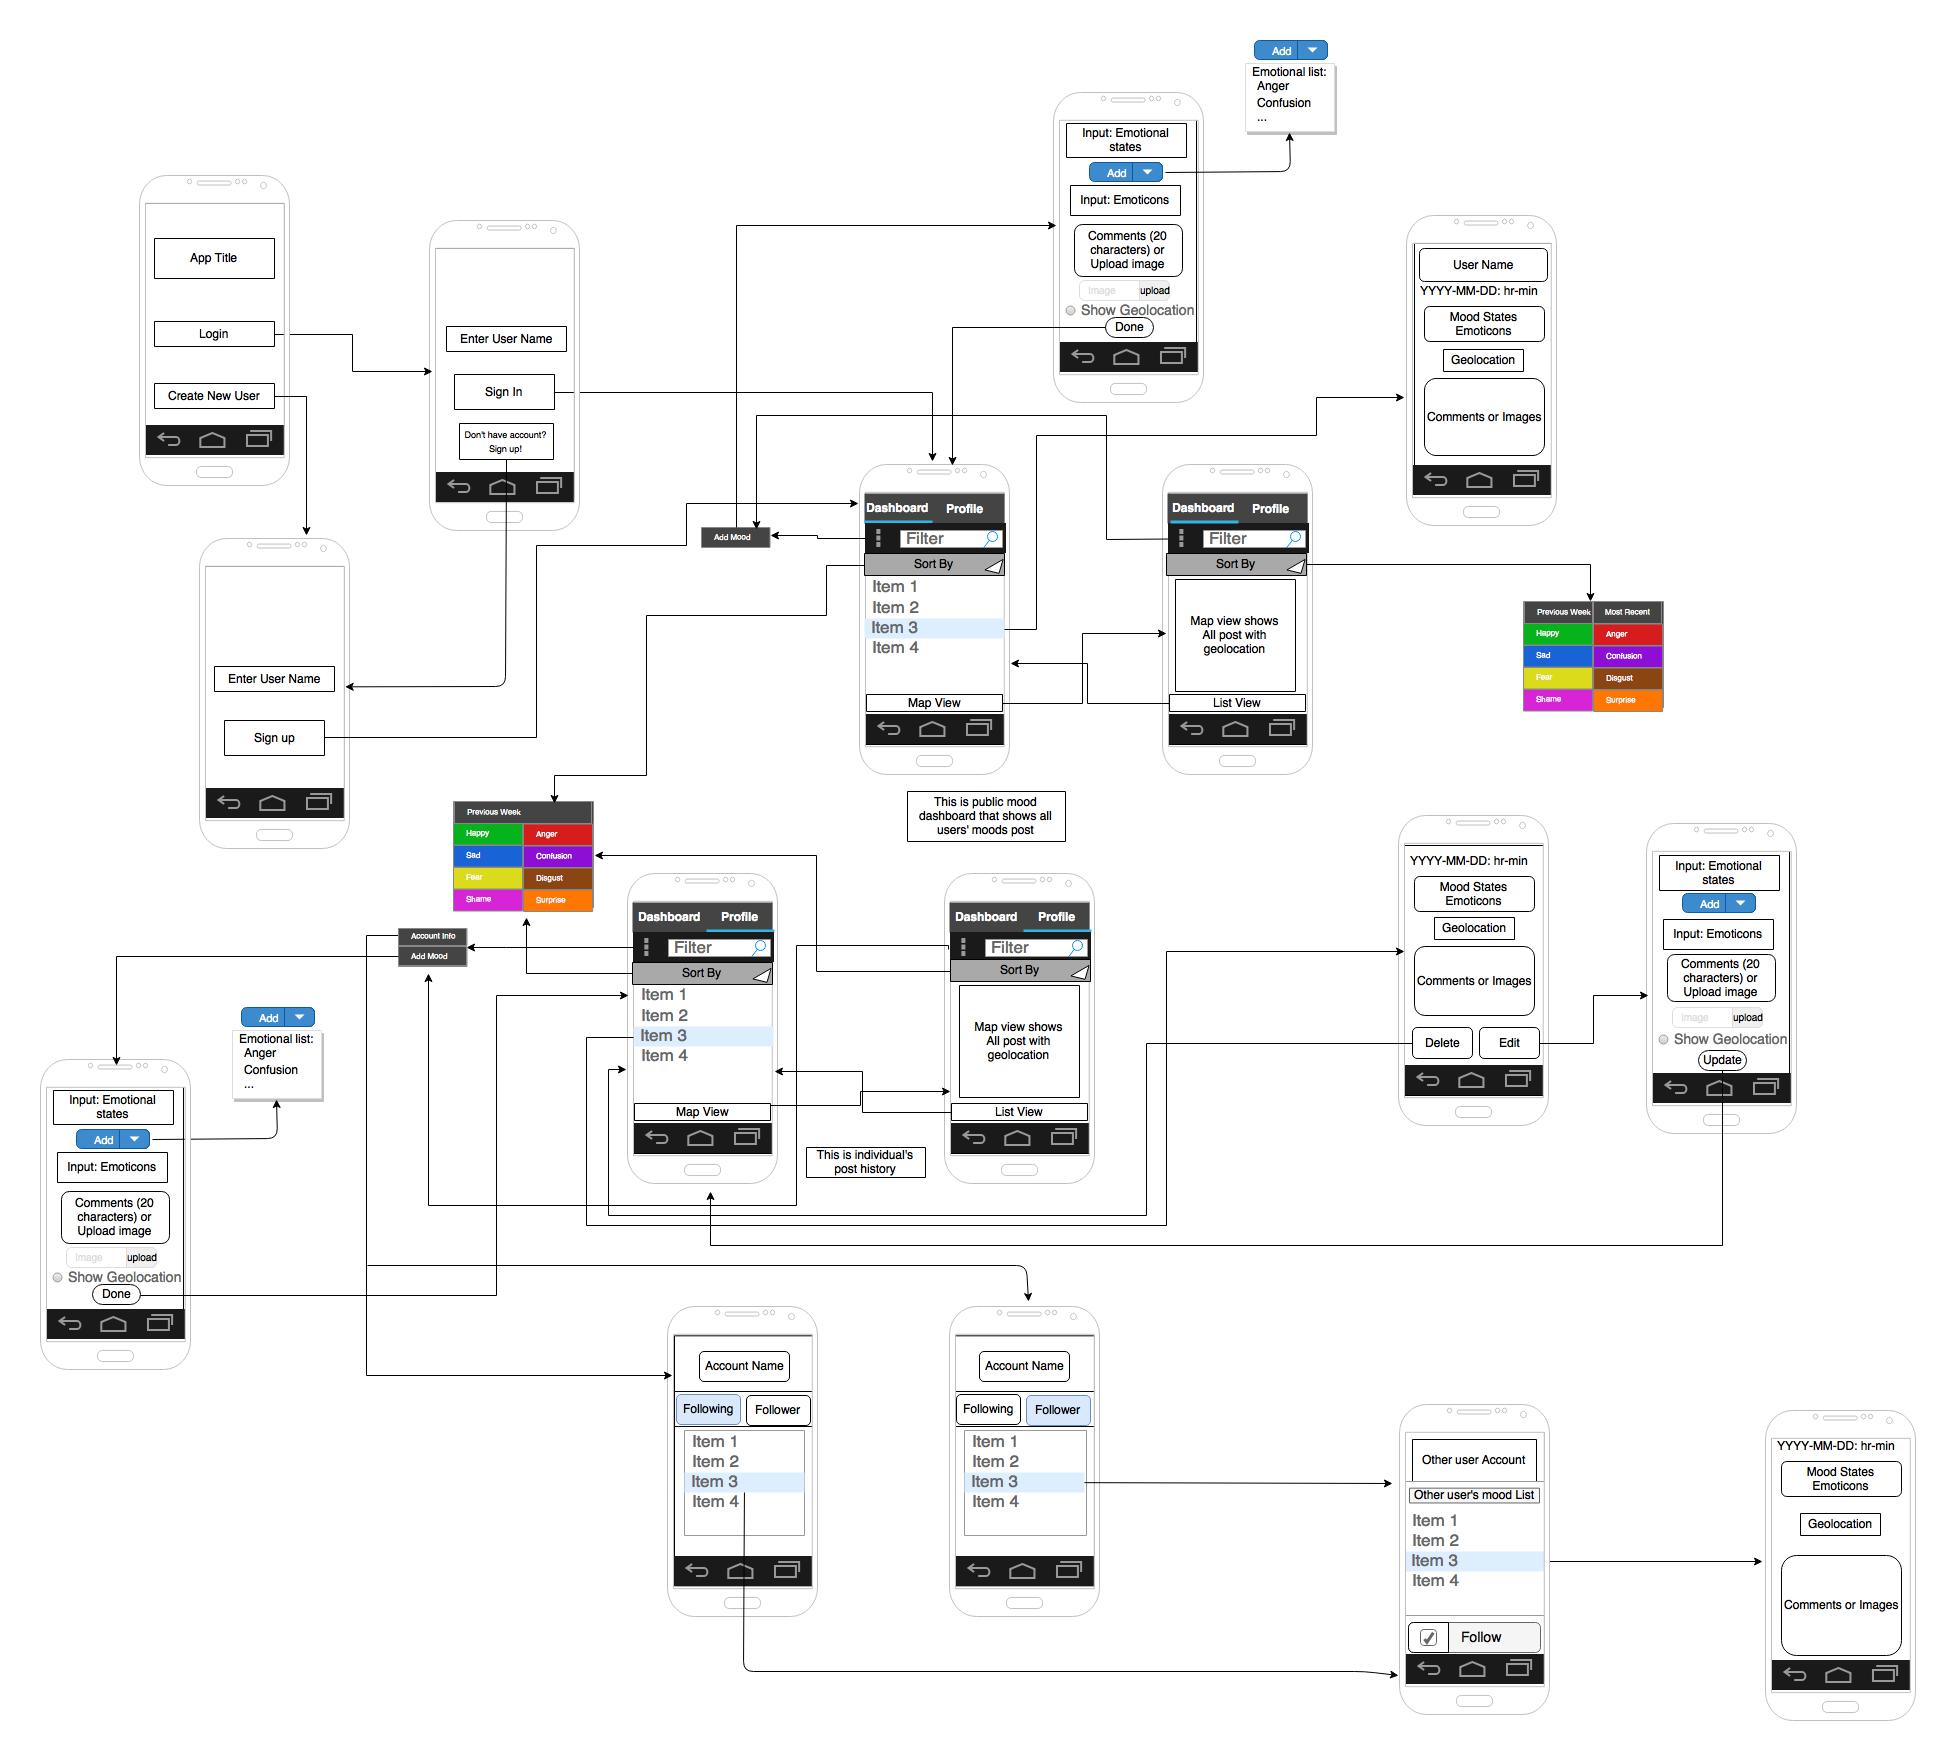 Add
Emotional list:
Anger
Confusion
...
Input: Emotional
states
Add
Input: Emoticons
Comments (20
characters) or
Upload image
Image
upload
Show Geolocation
Done
App Title
Login
Create New User
Enter User Name
Sign In
Don't have account?
Sign up!
User Name
YYYY-MM-DD: hr-min
Mood States
Emoticons
Geolocation
Comments or Images
Enter User Name
Sign up
Add Mood
Dashboard Profile
Filter
Sort By
Item 1
Item 2
Item 3
Item 4
Map View
Dashboard Profile
Filter
Sort By
Map view shows
All post with
geolocation
List View
Previous Week Most Recent
Happy Anger
Sad Confusion
Fear Disgust
Shame Surprise
This is public mood
dashboard that shows all
users' moods post
Previous Week
Happy Anger
Sad Confusion
Fear Disgust
Shame Surprise
Account Info
Add Mood
Dashboard Profile
Filter
Sort By
Item 1
Item 2
Item 3
Item 4
Map View
Dashboard Profile
Filter
Sort By
Map view shows
All post with
geolocation
List View
This is individual's
post history
YYYY-MM-DD: hr-min
Mood States
Emoticons
Geolocation
Comments or Images
Delete Edit
Input: Emotional
states
Add
Input: Emoticons
Comments (20
characters) or
Upload image
Image
upload
Show Geolocation
Update
Add
Emotional list:
Anger
Confusion
...
Input: Emotional
states
Add
Input: Emoticons
Comments (20
characters) or
Upload image
Image
upload
Show Geolocation
Done
Account Name
Following Follower
Item 1
Item 2
Item 3
Item 4
Account Name
Following Follower
Item 1
Item 2
Item 3
Item 4
Other user Account
Other user's mood List
Item 1
Item 2
Item 3
Item 4
Follow
YYYY-MM-DD: hr-min
Mood States
Emoticons
Geolocation
Comments or Images